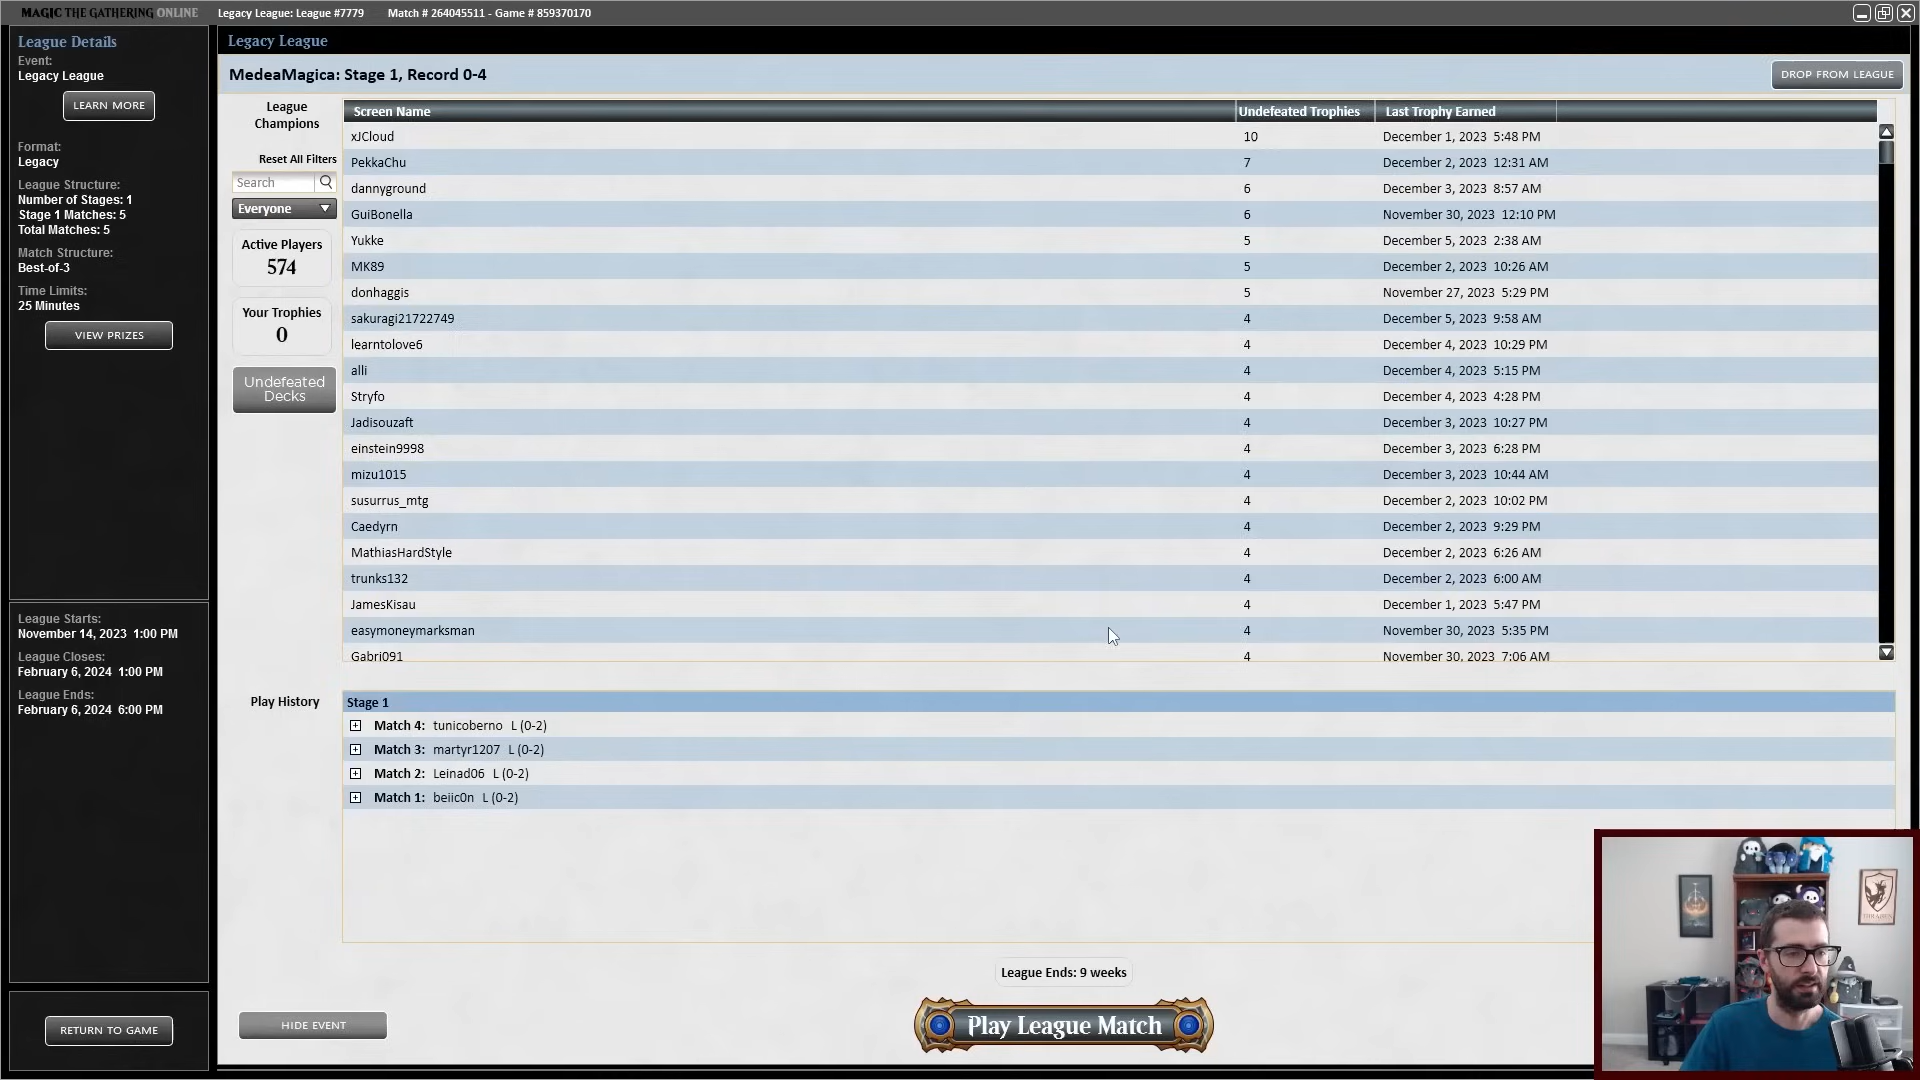 MAGIC THE GATHERING ONLINE
Legacy League: League #7779
Match # 264045511 - Game # 859370170
League Details
Event:
Legacy League
LEARN MORE
Format:
Legacy
League Structure:
Number of Stages: 1
Stage 1 Matches: 5
Total Matches: 5
Match Structure:
Best-of-3
Time Limits:
25 Minutes
VIEW PRIZES
League Starts:
November 14, 2023 1:00 PM
League Closes:
February 6, 2024 1:00 PM
League Ends:
February 6, 2024 6:00 PM
RETURN TO GAME
Legacy League
MedeaMagica: Stage 1, Record 0-4
DROP FROM LEAGUE
League
Champions
Reset All Filters
Search
Everyone
Active Players
574
Your Trophies
0
Undefeated
Decks
Screen Name Undefeated Trophies Last Trophy Earned
xJCloud 10 December 1, 2023 5:48 PM
PekkaChu 7 December 2, 2023 12:31 AM
dannyground 6 December 3, 2023 8:57 AM
GuiBonella 6 November 30, 2023 12:10 PM
Yukke 5 December 5, 2023 2:38 AM
MK89 5 December 2, 2023 10:26 AM
donhaggis 5 November 27, 2023 5:29 PM
sakuragi21722749 4 December 5, 2023 9:58 AM
learntolove6 4 December 4, 2023 10:29 PM
alli 4 December 4, 2023 5:15 PM
Stryfo 4 December 4, 2023 4:28 PM
Jadisouzaft 4 December 3, 2023 10:27 PM
einstein9998 4 December 3, 2023 6:28 PM
mizu1015 4 December 3, 2023 10:44 AM
susurrus_mtg 4 December 2, 2023 10:02 PM
Caedyrn 4 December 2, 2023 9:29 PM
MathiasHardStyle 4 December 2, 2023 6:26 AM
trunks132 4 December 2, 2023 6:00 AM
JamesKisau 4 December 1, 2023 5:47 PM
easymoneymarksman 4 November 30, 2023 5:35 PM
Gabri091 4 November 30, 2023 7:06 AM
Play History
Stage 1
Match 4: tunicoberno L (0-2)
Match 3: martyr1207 L (0-2)
Match 2: Leinad06 L (0-2)
Match 1: beiic0n L (0-2)
League Ends: 9 weeks
HIDE EVENT
Play League Match